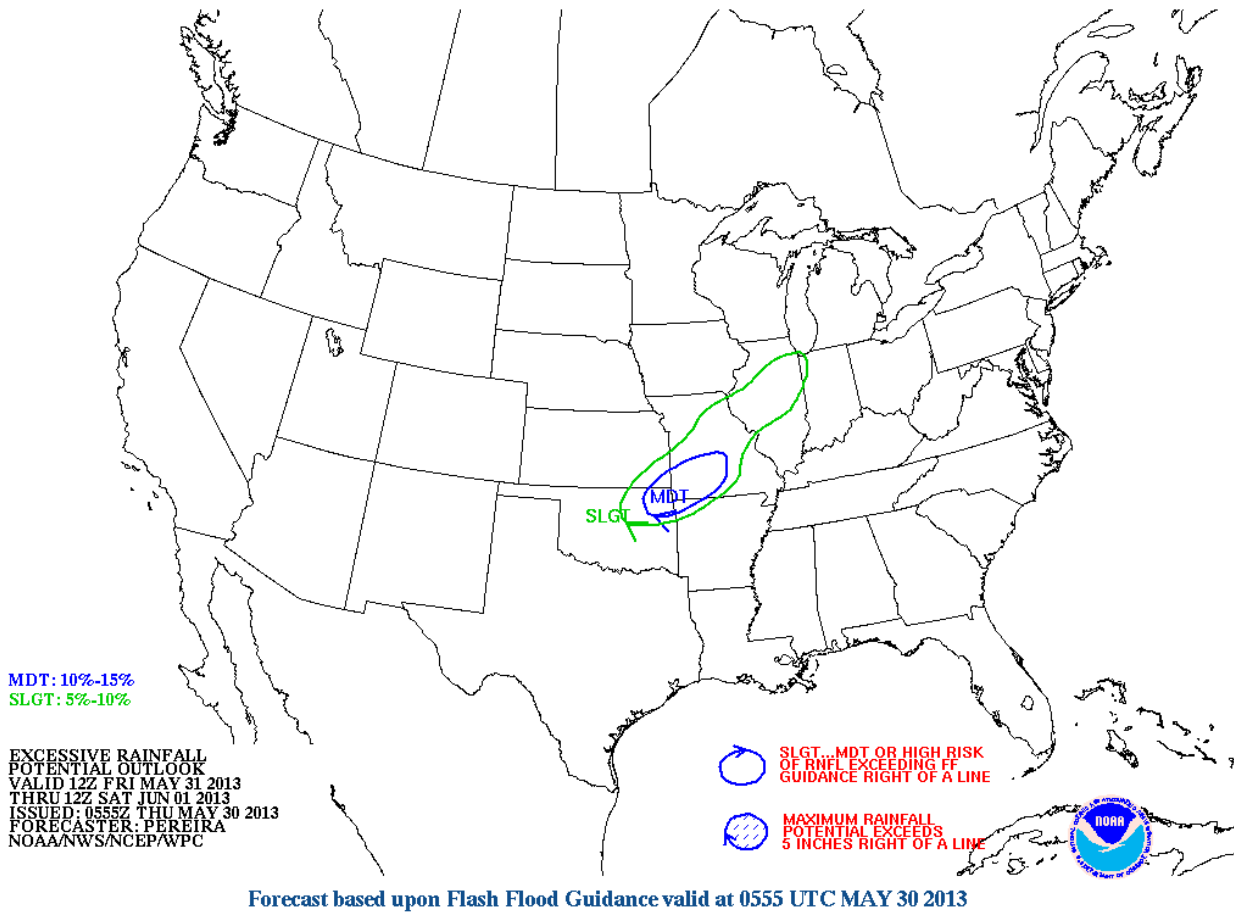 SLGT
MDT
MDT: 10%-15%
SLGT: 5%-10%
EXCESSIVE RAINFALL
POTENTIAL OUTLOOK
VALID 12Z FRI MAY 31 2013
THRU 12Z SAT JUN 01 2013
ISSUED: 0555Z THU MAY 30 2013
FORECASTER: PEREIRA
NOAA/NWS/NCEP/WPC
SLGT...MDT OR HIGH RISK
OF RNFL EXCEEDING FF
GUIDANCE RIGHT OF A LINE
MAXIMUM RAINFALL
POTENTIAL EXCEEDS
5 INCHES RIGHT OF A LINE
NOAA
Forecast based upon Flash Flood Guidance valid at 0555 UTC MAY 30 2013